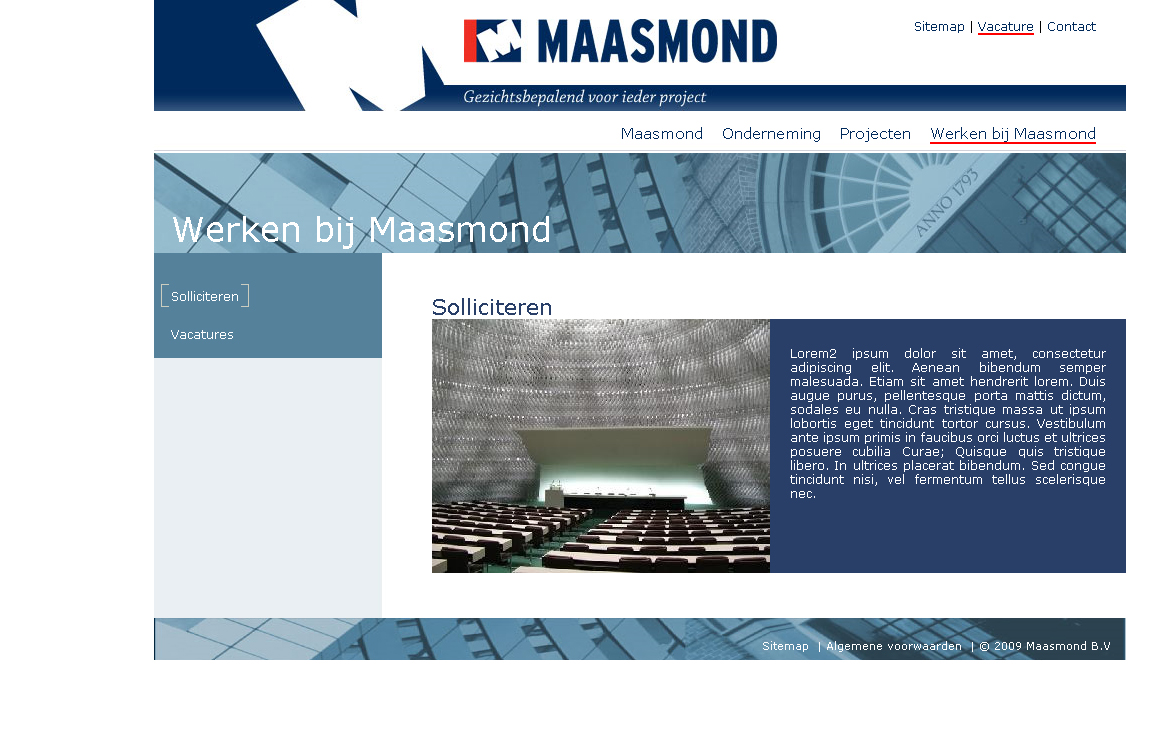 MAASMOND
Sitemap | Vacature | Contact
Gezichtsbepalend voor ieder project
Maasmond Onderneming Projecten Werken bij Maasmond
ANNO 1793
Werken bij Maasmond
Solliciteren
Vacatures
Solliciteren
Lorem2 ipsum dolor sit amet, consectetur
adipiscing elit. Aenean bibendum semper
malesuada. Etiam sit amet hendrerit lorem. Duis
augue purus, pellentesque porta mattis dictum,
sodales eu nulla. Cras tristique massa ut ipsum
lobortis eget tincidunt tortor cursus. Vestibulum
ante ipsum primis in faucibus orci luctus et ultrices
posuere cubilia Curae; Quisque quis tristique
libero. In ultrices placerat bibendum. Sed congue
tincidunt nisi, vel fermentum tellus scelerisque
nec.
Sitemap | Algemene voorwaarden | © 2009 Maasmond B.V